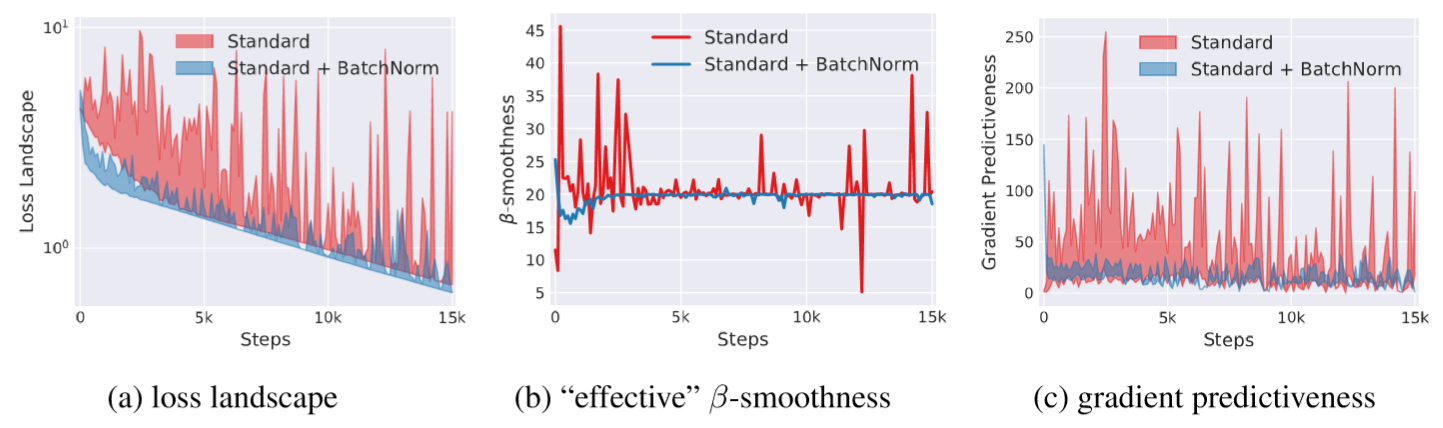 Loss Landscape
10¹
10⁰
Standard
Standard + BatchNorm
0 5k 10k 15k
Steps
(a) loss landscape
β-smoothness
45
40
35
30
25
20
15
10
5
Standard
Standard + BatchNorm
0 5k 10k 15k
Steps
(b) “effective” β-smoothness
Gradient Predictiveness
250
200
150
100
50
0
Standard
Standard + BatchNorm
0 5k 10k 15k
Steps
(c) gradient predictiveness